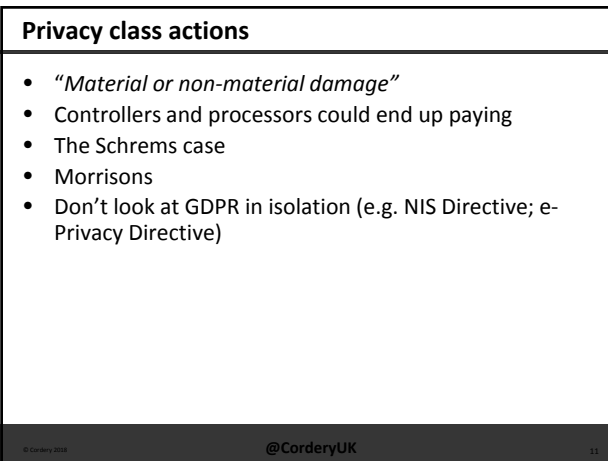 Privacy class actions
• “Material or non-material damage”
• Controllers and processors could end up paying
• The Schrems case
• Morrisons
• Don’t look at GDPR in isolation (e.g. NIS Directive; e-
Privacy Directive)
© Cordery 2018
@CorderyUK
11